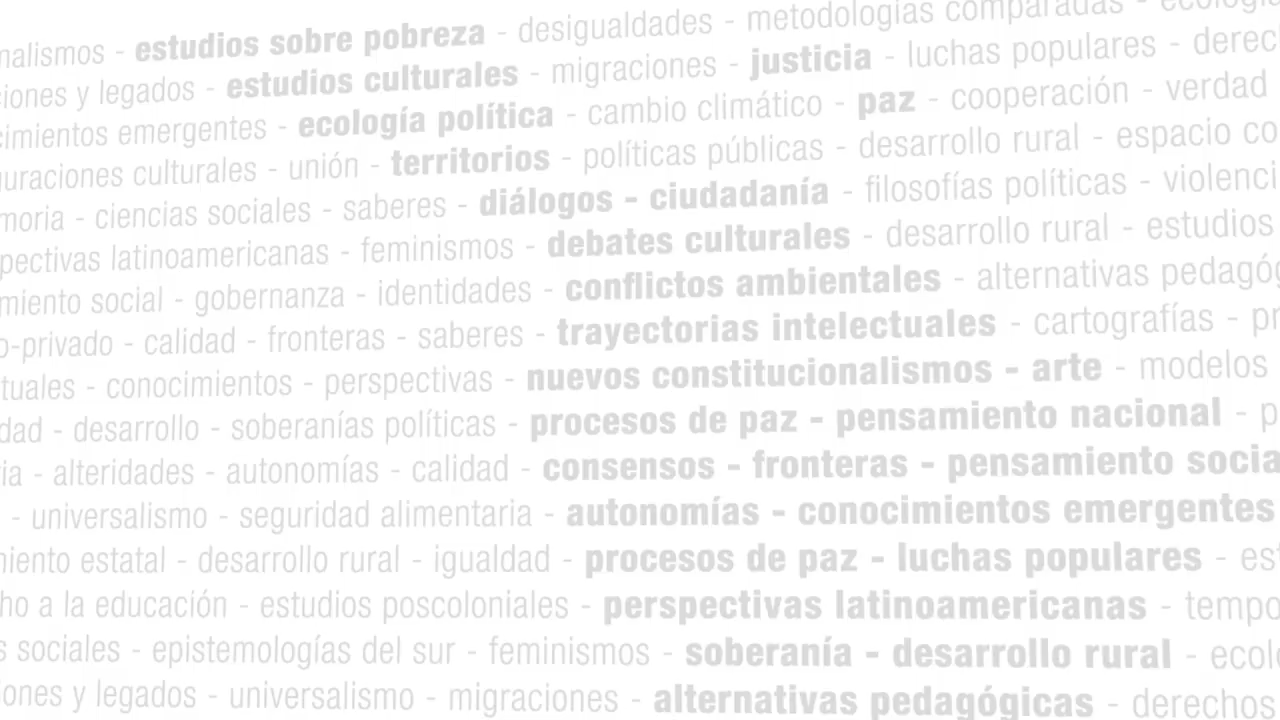 nalismos - estudios sobre pobreza - desigualdades - metodologías comparadas - ecología
ciones y legados - estudios culturales - migraciones - justicia - luchas populares - derec
cimientos emergentes - ecología política - cambio climático - paz - cooperación - verdad
guraciones culturales - unión - territorios - políticas públicas - desarrollo rural - espacio co
moria - ciencias sociales - saberes - diálogos - ciudadanía - filosofías políticas - violenci
pectivas latinoamericanas - feminismos - debates culturales - desarrollo rural - estudios
miento social - gobernanza - identidades - conflictos ambientales - alternativas pedagóg
o-privado - calidad - fronteras - saberes - trayectorias intelectuales - cartografías - pr
tuales - conocimientos - perspectivas - nuevos constitucionalismos - arte - modelos
dad - desarrollo - soberanías políticas - procesos de paz - pensamiento nacional - p
ia - alteridades - autonomías - calidad - consensos - fronteras - pensamiento socia
- universalismo - seguridad alimentaria - autonomías - conocimientos emergentes
niento estatal - desarrollo rural - igualdad - procesos de paz - luchas populares - est
ho a la educación - estudios poscoloniales - perspectivas latinoamericanas - tempo
s sociales - epistemologías del sur - feminismos - soberanía - desarrollo rural - ecolo
iones y legados - universalismo - migraciones - alternativas pedagógicas - derechos